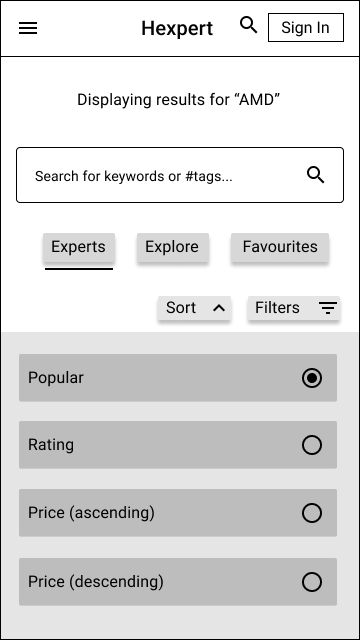 Hexpert
Sign In
Displaying results for “AMD”
Search for keywords or #tags...
Experts
Explore
Favourites
Sort
Filters
Popular
Rating
Price (ascending)
Price (descending)